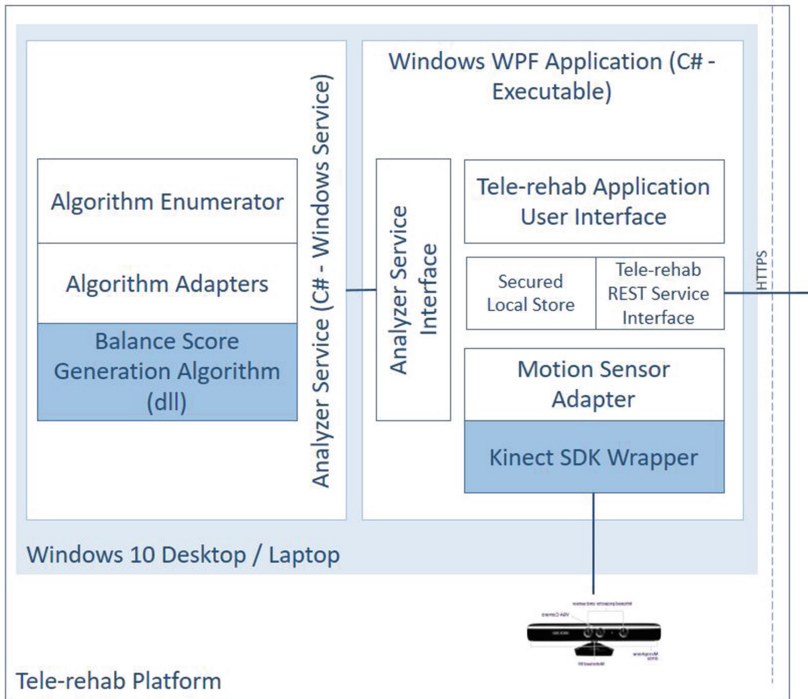 Windows WPF Application (C# -
Executable)
Analyzer Service (C# - Windows Service)
Algorithm Enumerator
Algorithm Adapters
Balance Score
Generation Algorithm
(dll)
Analyzer Service
Interface
Tele-rehab Application
User Interface
Secured
Local Store
Tele-rehab
REST Service
Interface
HTTPS
Motion Sensor
Adapter
Kinect SDK Wrapper
Windows 10 Desktop / Laptop
Tele-rehab Platform